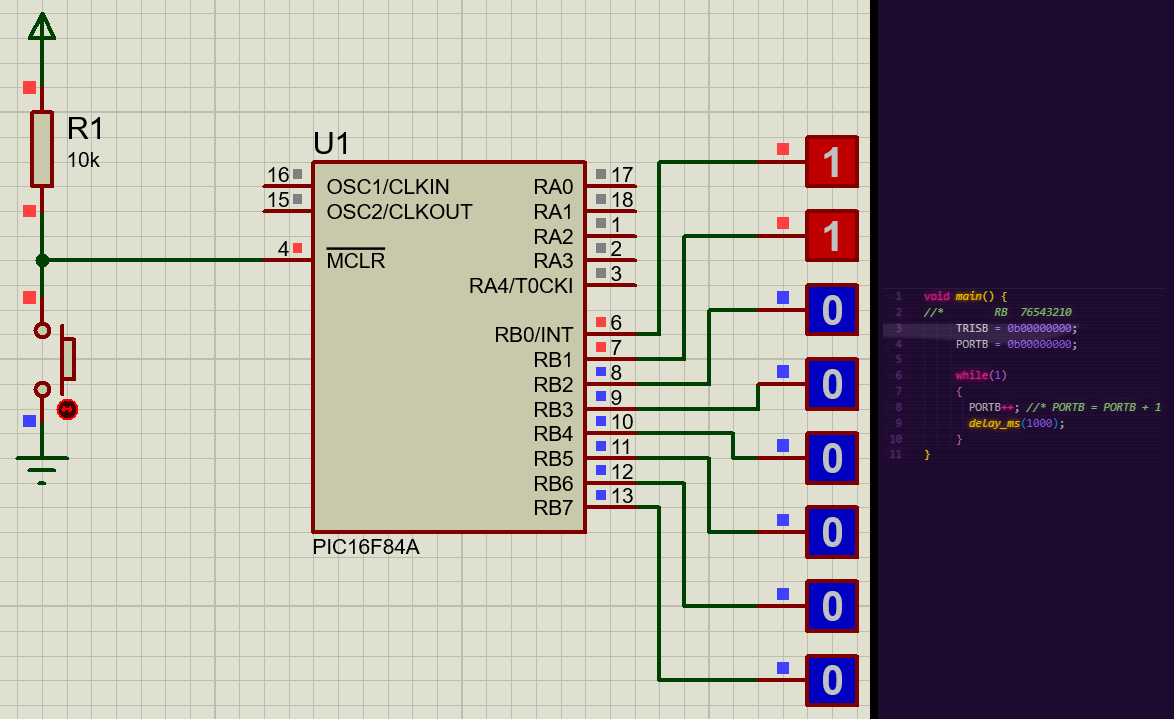 R1
10k
U1
16 OSC1/CLKIN
15 OSC2/CLKOUT
4 MCLR
RA0 17
RA1 18
RA2 1
RA3 2
RA4/T0CKI 3
RB0/INT 6
RB1 7
RB2 8
RB3 9
RB4 10
RB5 11
RB6 12
RB7 13
PIC16F84A
1
1
0
0
0
0
0
0
1 void main() {
2 //* RB 76543210
3 TRISB = 0b00000000;
4 PORTB = 0b00000000;
5
6 while(1)
7 {
8 PORTB++; //* PORTB = PORTB + 1
9 delay_ms(1000);
10 }
11 }